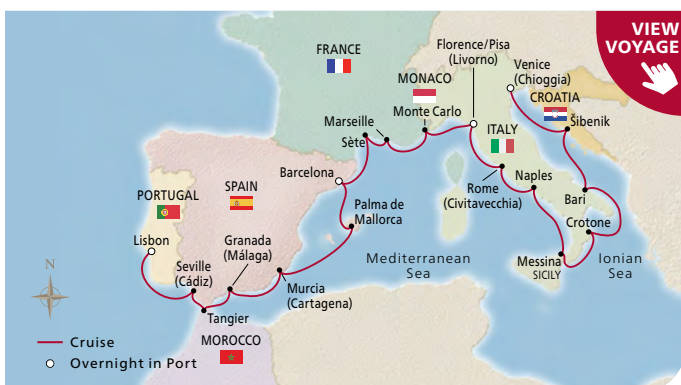 VIEW
VOYAGE
Florence/Pisa
(Livorno)
Venice
(Chioggia)
FRANCE
MONACO
CROATIA
Monte Carlo
Marseille
Šibenik
Sète
ITALY
Barcelona
Naples
Rome
(Civitavecchia)
Bari
PORTUGAL
SPAIN
Palma de
Mallorca
Crotone
Lisbon
Granada
(Málaga)
Seville
(Cádiz)
Mediterranean
Sea
Messina
SICILY
Ionian
Sea
N
Murcia
(Cartagena)
Tangier
MOROCCO
Cruise
Overnight in Port